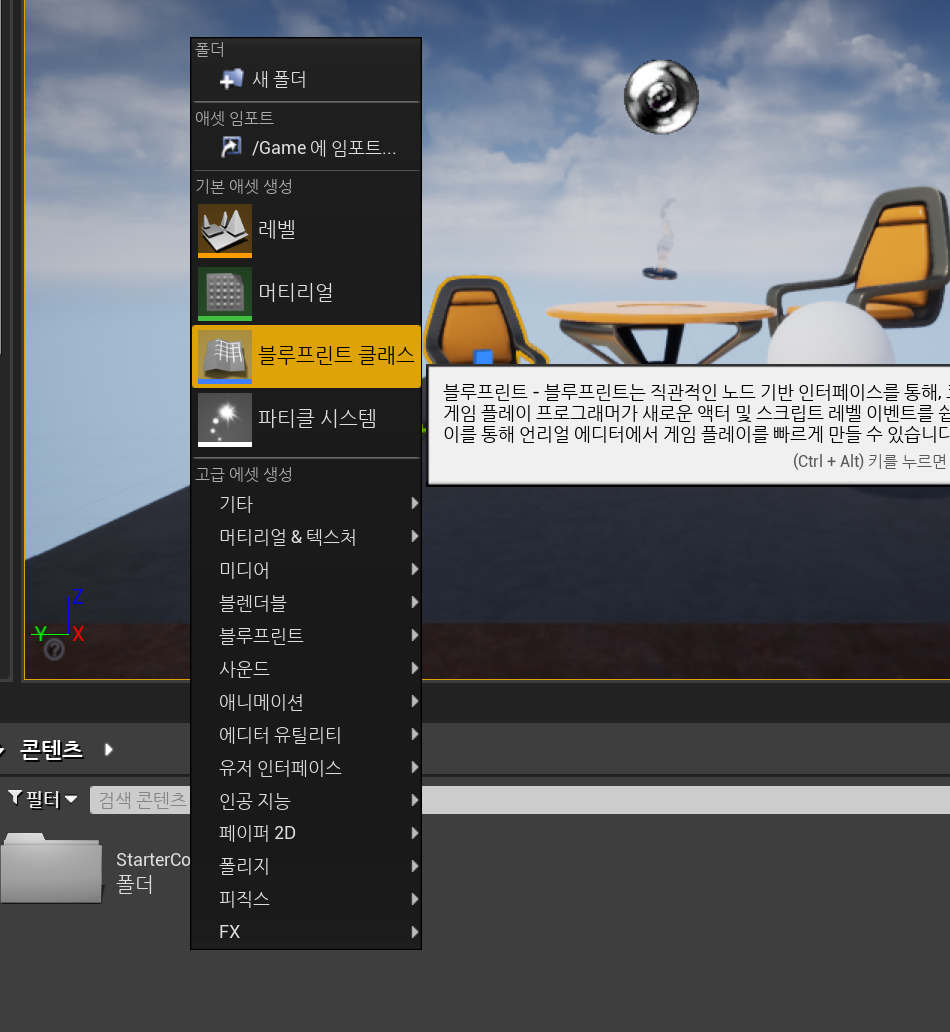 폴더
새 폴더
애셋 임포트
/Game 에 임포트...
기본 애셋 생성
레벨
머티리얼
블루프린트 클래스
파티클 시스템
블루프린트 - 블루프린트는 직관적인 노드 기반 인터페이스를 통해,
게임 플레이 프로그래머가 새로운 액터 및 스크립트 레벨 이벤트를
이를 통해 언리얼 에디터에서 게임 플레이를 빠르게 만들 수 있습니다
(Ctrl + Alt) 키를 누르면
고급 에셋 생성
기타
머티리얼 & 텍스처
미디어
블렌더블
블루프린트
사운드
애니메이션
에디터 유틸리티
유저 인터페이스
인공 지능
페이퍼 2D
폴리지
피직스
FX
Z
Y X
?
콘텐츠
필터
검색 콘텐츠
StarterCo
폴더